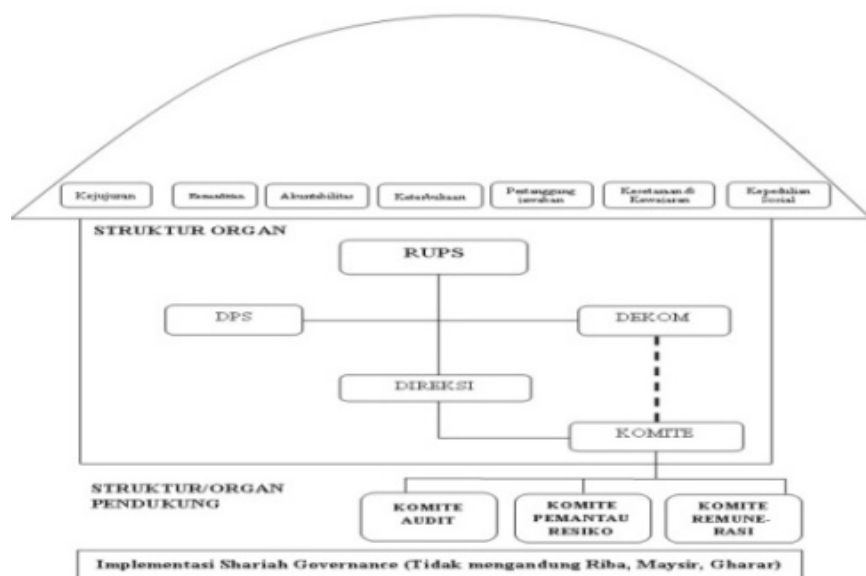 Kejujuran
Akuntabilitas
Keterbukaan
Pertanggung
jawaban
Kesetaraan di
Kewajaran
Kepedulian
Sosial
STRUKTUR ORGAN
RUPS
DPS
DEKOM
DIREKSI
KOMITE
STRUKTUR/ORGAN
PENDUKUNG
KOMITE
AUDIT
KOMITE
PEMANTAU
RESIKO
KOMITE
REMUNE-
RASI
Implementasi Shariah Governance (Tidak mengandung Riba, Maysir, Gharar)